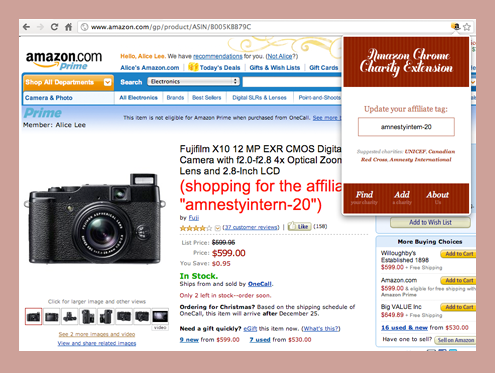 www.amazon.com/gp/product/ASIN/B005K8B79C
amazon.com
Prime
Hello, Alice Lee. We have recommendations for you. (Not Alice?)
Alice's Amazon.com
Today's Deals
Gifts & Wish Lists
Gift Cards
Shop All Departments
Search
Electronics
Camera & Photo
All Electronics
Brands
Best Sellers
Digital SLRs & Lenses
Point-and-Shoots
Prime
This item is not eligible for Amazon Prime when purchased from OneCall. See more
Member: Alice Lee
Amazon Chrome
Charity Extension
Update your affiliate tag:
amnestyintern-20
Suggested charities: UNICEF, Canadian
Red Cross, Amnesty International
Find
your charity
Add
a charity
About
Us
Fujifilm X10 12 MP EXR CMOS Digital
Camera with f2.0-f2.8 4x Optical Zoom
Lens and 2.8-Inch LCD
(shopping for the affilia
"amnestyintern-20")
by Fuji
(37 customer reviews)
Like
(158)
List Price: $599.95
Price: $599.00
You Save: $0.95
In Stock.
Ships from and sold by OneCall.
Only 2 left in stock--order soon.
Ordering for Christmas? Based on the shipping schedule of
OneCall, this item will arrive after December 25.
Need a gift quickly? eGift this item now. (What's this?)
9 new from $599.00
7 used from $530.00
Click for larger image and other views
video
See 2 more images and video
View and share related images
Add to Wish List
More Buying Choices
Willoughby's
Established 1898
$599.00 + Free Shipping
Add to Cart
Amazon.com
$599.00 & eligible for free shipping with
Amazon Prime
Add to Cart
Big VALUE Inc
$649.89 + Free Shipping
Add to Cart
16 used & new from $530.00
Have one to sell?
Sell on Amazon